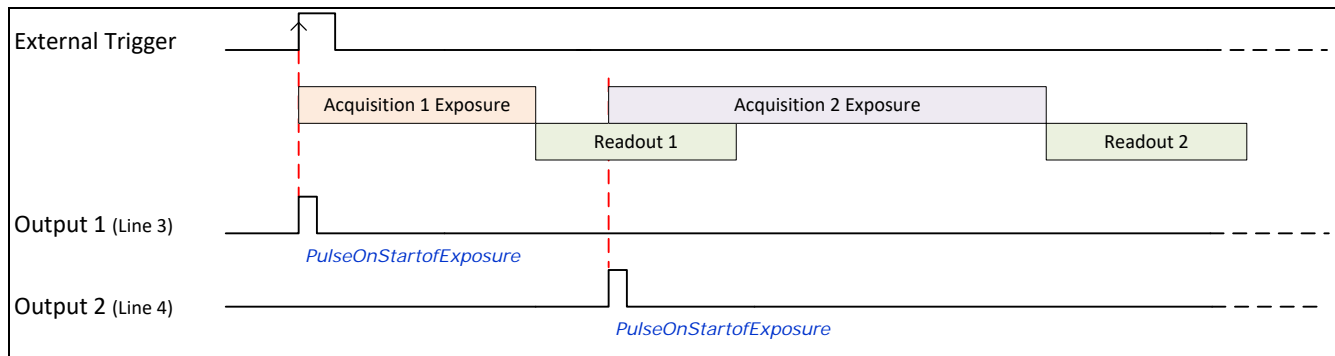 External Trigger
Acquisition 1 Exposure
Acquisition 2 Exposure
Readout 1
Readout 2
Output 1 (Line 3)
PulseOnStartofExposure
Output 2 (Line 4)
PulseOnStartofExposure